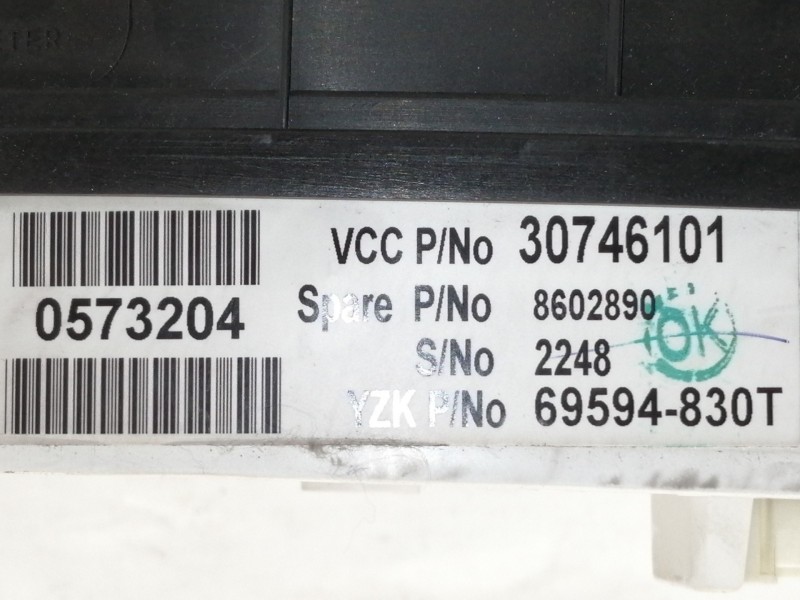 VCC P/No 30746101
0573204
Spare P/No 8602890
S/No 2248
OK
YZK P/No 69594-830T